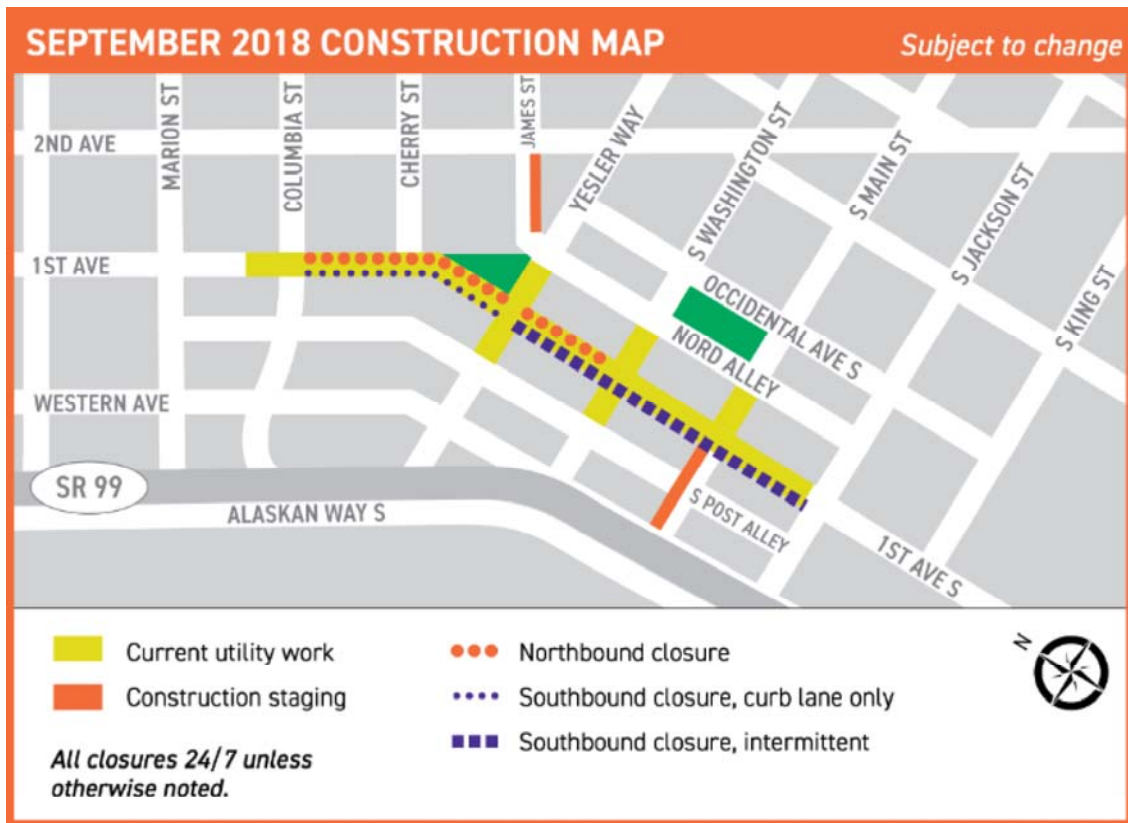 SEPTEMBER 2018 CONSTRUCTION MAP
Subject to change
2ND AVE
MARION ST
COLUMBIA ST
CHERRY ST
JAMES ST
YESLER WAY
S WASHINGTON ST
S MAIN ST
S JACKSON ST
S KING ST
1ST AVE
OCCIDENTAL AVE S
NORD ALLEY
WESTERN AVE
SR 99
ALASKAN WAY S
S POST ALLEY
1ST AVE S
Current utility work
Construction staging
All closures 24/7 unless
otherwise noted.
Northbound closure
Southbound closure, curb lane only
Southbound closure, intermittent
N